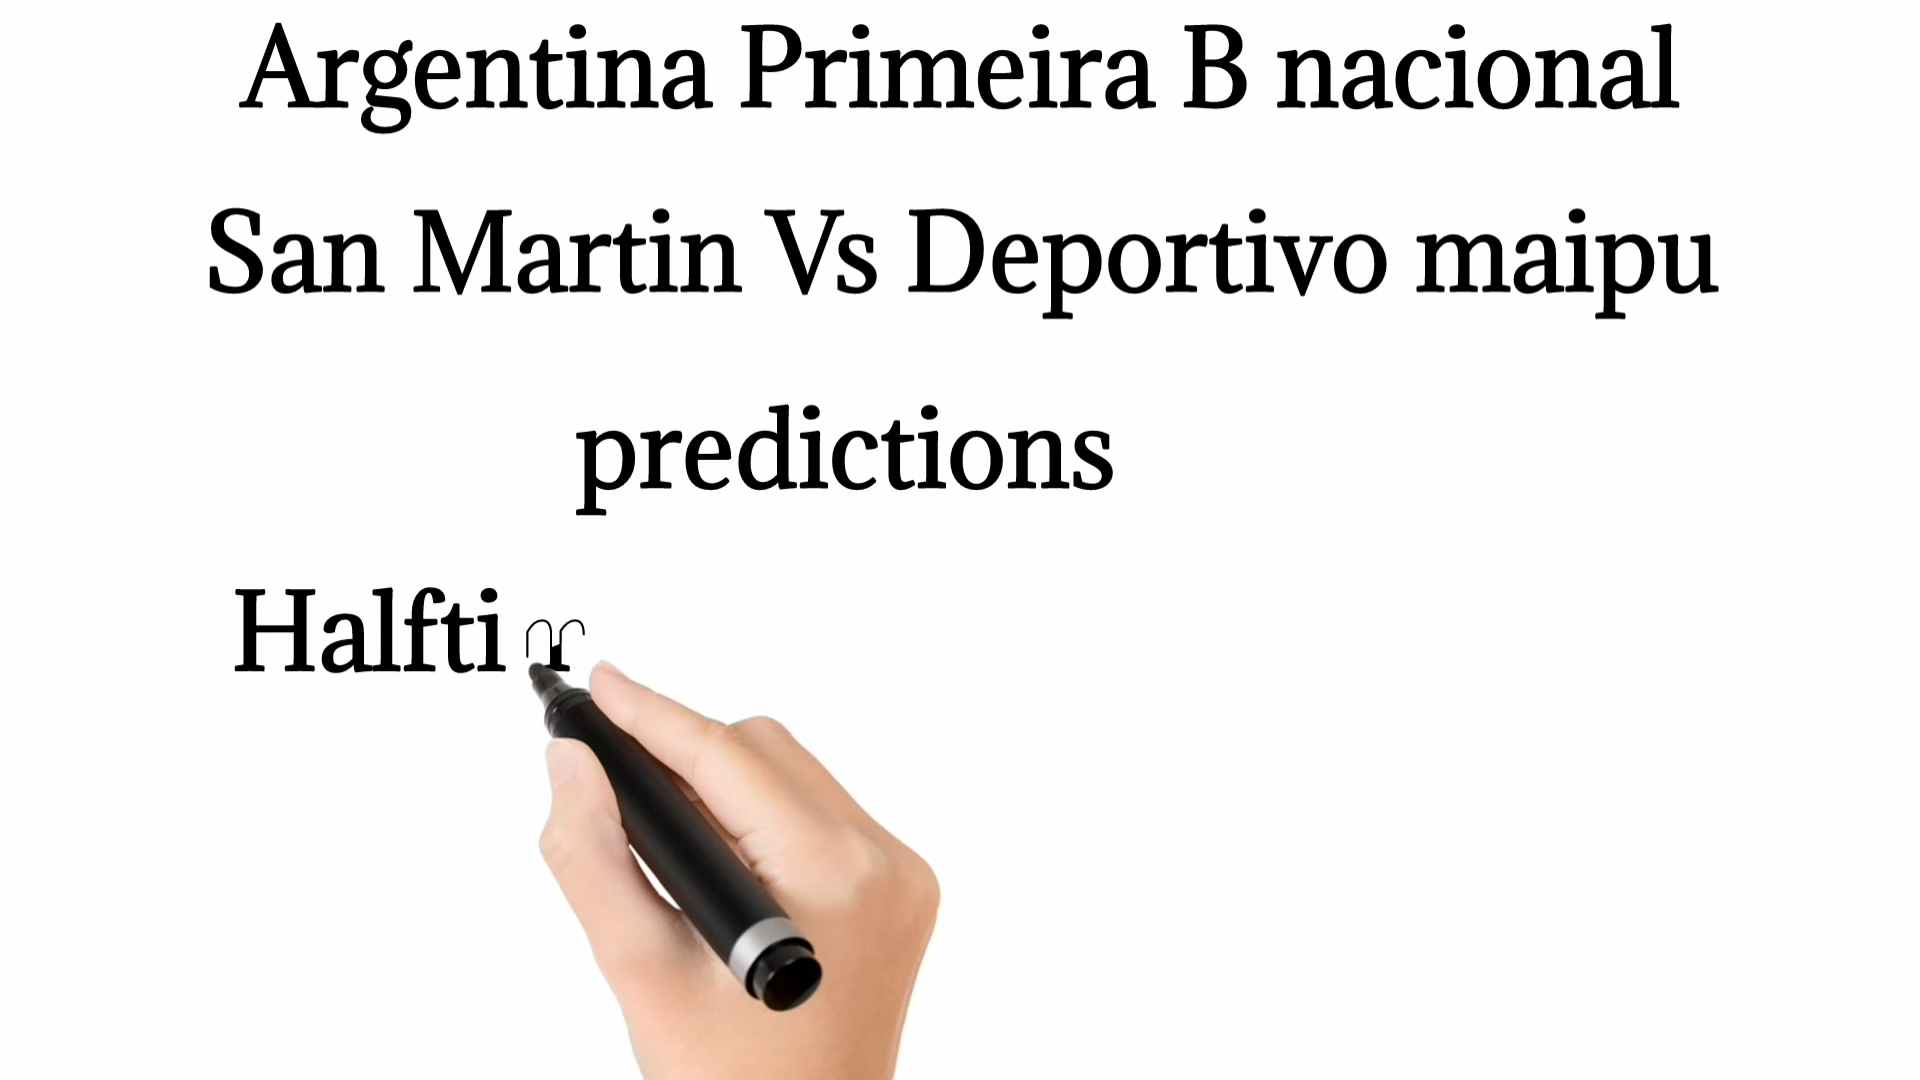 Argentina Primeira B nacional
San Martin Vs Deportivo maipu
predictions
Halfti